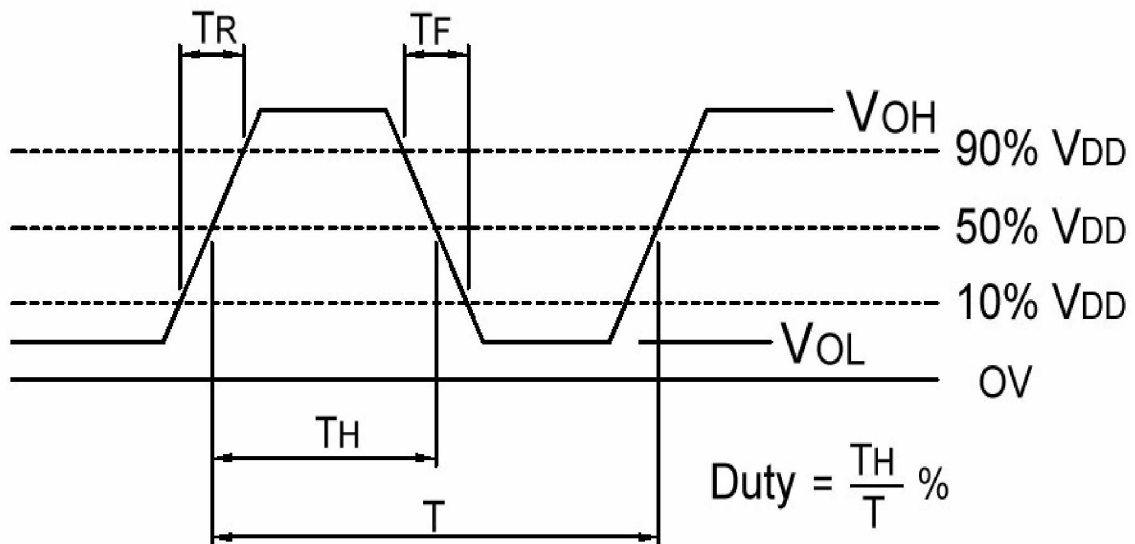 TR
TF
VOH
90% VDD
50% VDD
10% VDD
VOL
OV
TH
Duty = TH/T %
T